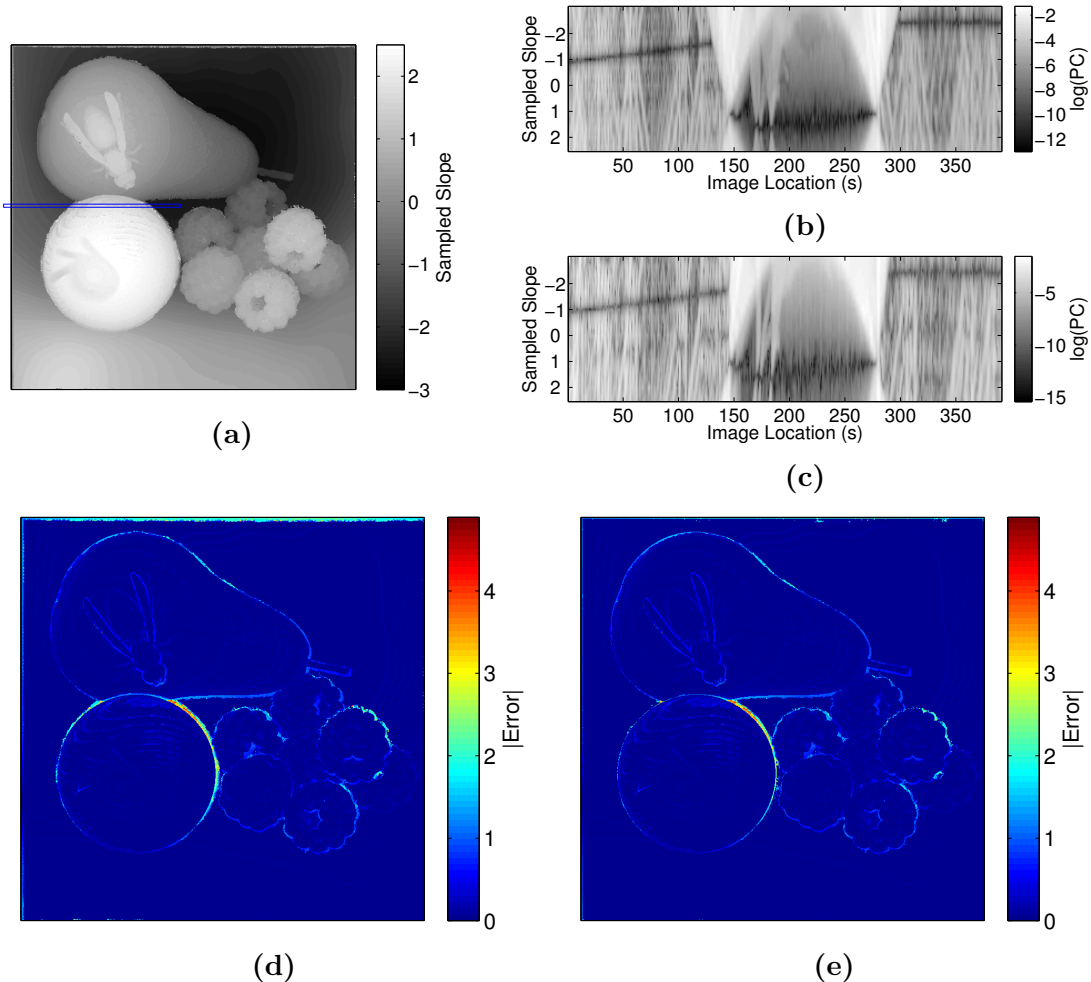 2
1
0
−1
−2
−3
Sampled Slope
(a)
Sampled Slope
−2
−1
0
1
2
50 100 150 200 250 300 350
Image Location (s)
−2
−4
−6
−8
−10
−12
log(PC)
(b)
Sampled Slope
−2
−1
0
1
2
50 100 150 200 250 300 350
Image Location (s)
−5
−10
−15
log(PC)
(c)
4
3
2
1
0
|Error|
(d)
4
3
2
1
0
|Error|
(e)